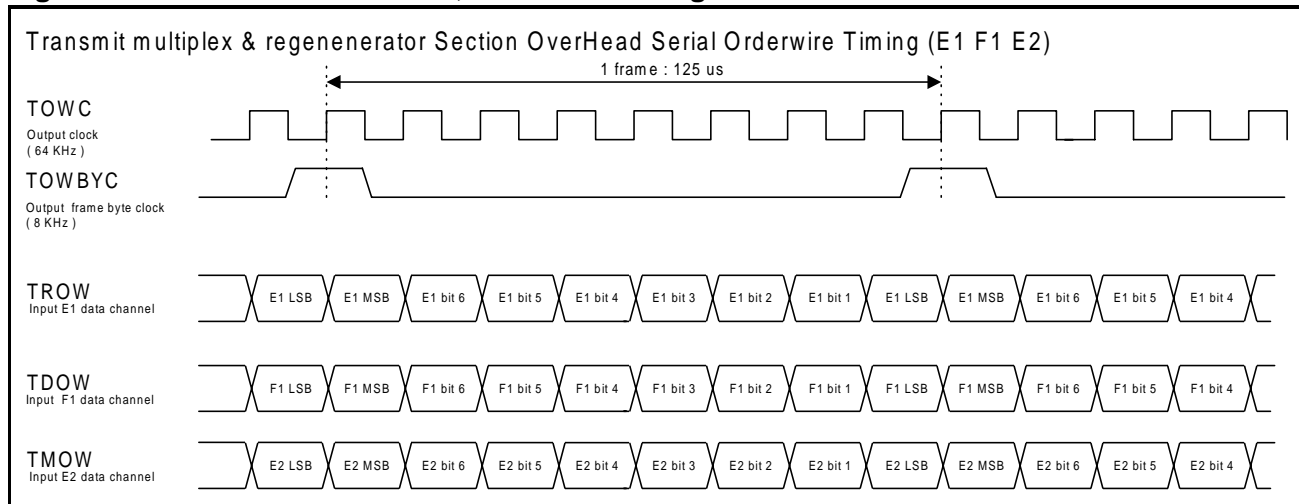 Transmit multiplex & regenenerator Section OverHead Serial Orderwire Timing (E1 F1 E2)
1 frame : 125 us
TOWC
Output clock
( 64 KHz )
TOWBYC
Output frame byte clock
( 8 KHz )
TROW
Input E1 data channel
E1 LSB E1 MSB E1 bit 6 E1 bit 5 E1 bit 4 E1 bit 3 E1 bit 2 E1 bit 1 E1 LSB E1 MSB E1 bit 6 E1 bit 5 E1 bit 4
TDOW
Input F1 data channel
F1 LSB F1 MSB F1 bit 6 F1 bit 5 F1 bit 4 F1 bit 3 F1 bit 2 F1 bit 1 F1 LSB F1 MSB F1 bit 6 F1 bit 5 F1 bit 4
TMOW
Input E2 data channel
E2 LSB E2 MSB E2 bit 6 E2 bit 5 E2 bit 4 E2 bit 3 E2 bit 2 E2 bit 1 E2 LSB E2 MSB E2 bit 6 E2 bit 5 E2 bit 4